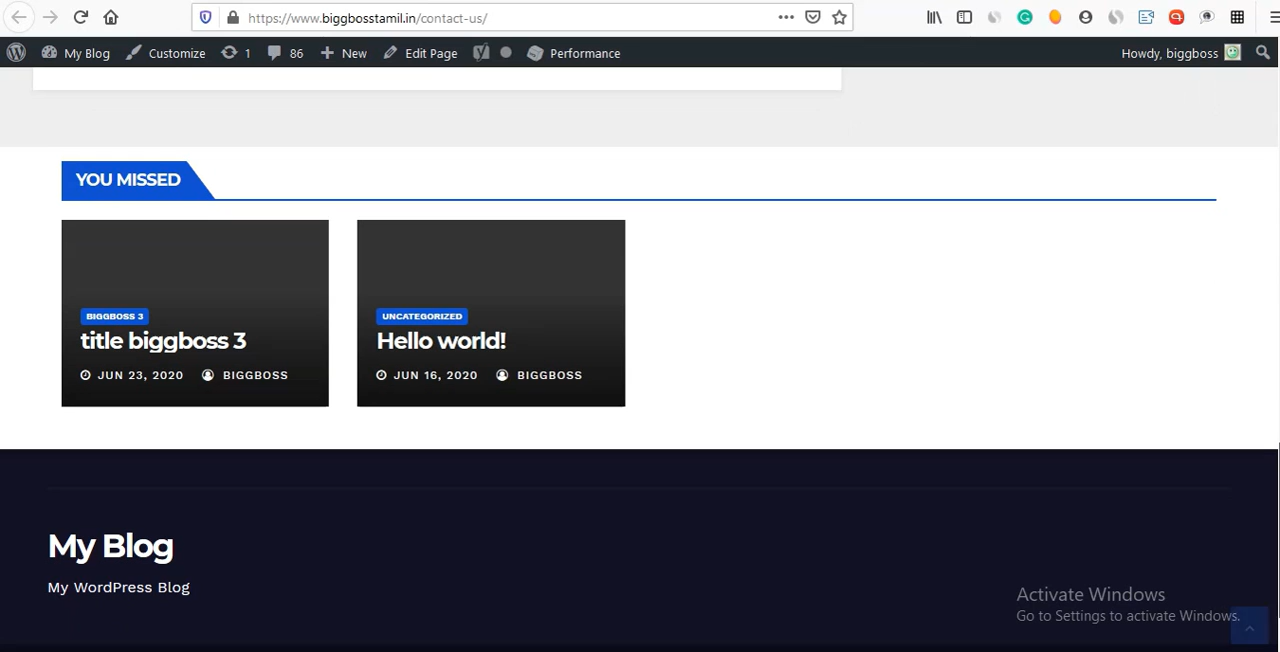 https://www.biggbosstamil.in/contact-us/
My Blog Customize 1 86 New Edit Page Performance Howdy, biggboss
YOU MISSED
BIGGBOSS 3
title biggboss 3
JUN 23, 2020 BIGGBOSS
UNCATEGORIZED
Hello world!
JUN 16, 2020 BIGGBOSS
My Blog
My WordPress Blog
Activate Windows
Go to Settings to activate Windows.